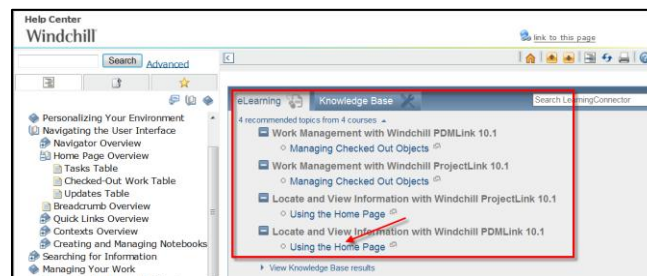 Help Center
Windchill
link to this page
Search Advanced
Personalizing Your Environment
Navigating the User Interface
Navigator Overview
Home Page Overview
Tasks Table
Checked-Out Work Table
Updates Table
Breadcrumb Overview
Quick Links Overview
Contexts Overview
Creating and Managing Notebooks
Searching for Information
Managing Your Work
eLearning Knowledge Base Search LearningConnector
4 recommended topics from 4 courses
Work Management with Windchill PDMLink 10.1
Managing Checked Out Objects
Work Management with Windchill ProjectLink 10.1
Managing Checked Out Objects
Locate and View Information with Windchill ProjectLink 10.1
Using the Home Page
Locate and View Information with Windchill PDMLink 10.1
Using the Home Page
View Knowledge Base results